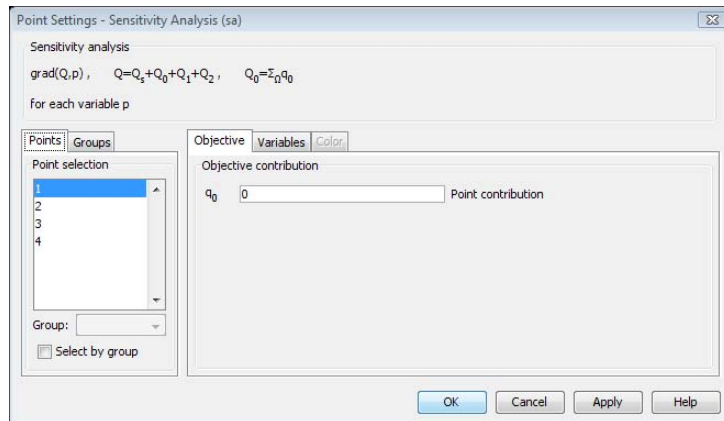 Point Settings - Sensitivity Analysis (sa)
Sensitivity analysis
grad(Q,p) , Q=Qₛ+Q₀+Q₁+Q₂ , Q₀=Σ_Ωq₀
for each variable p
Points Groups
Objective Variables Color
Point selection
Objective contribution
1
2
3
4
q₀ 0 Point contribution
Group:
Select by group
OK Cancel Apply Help